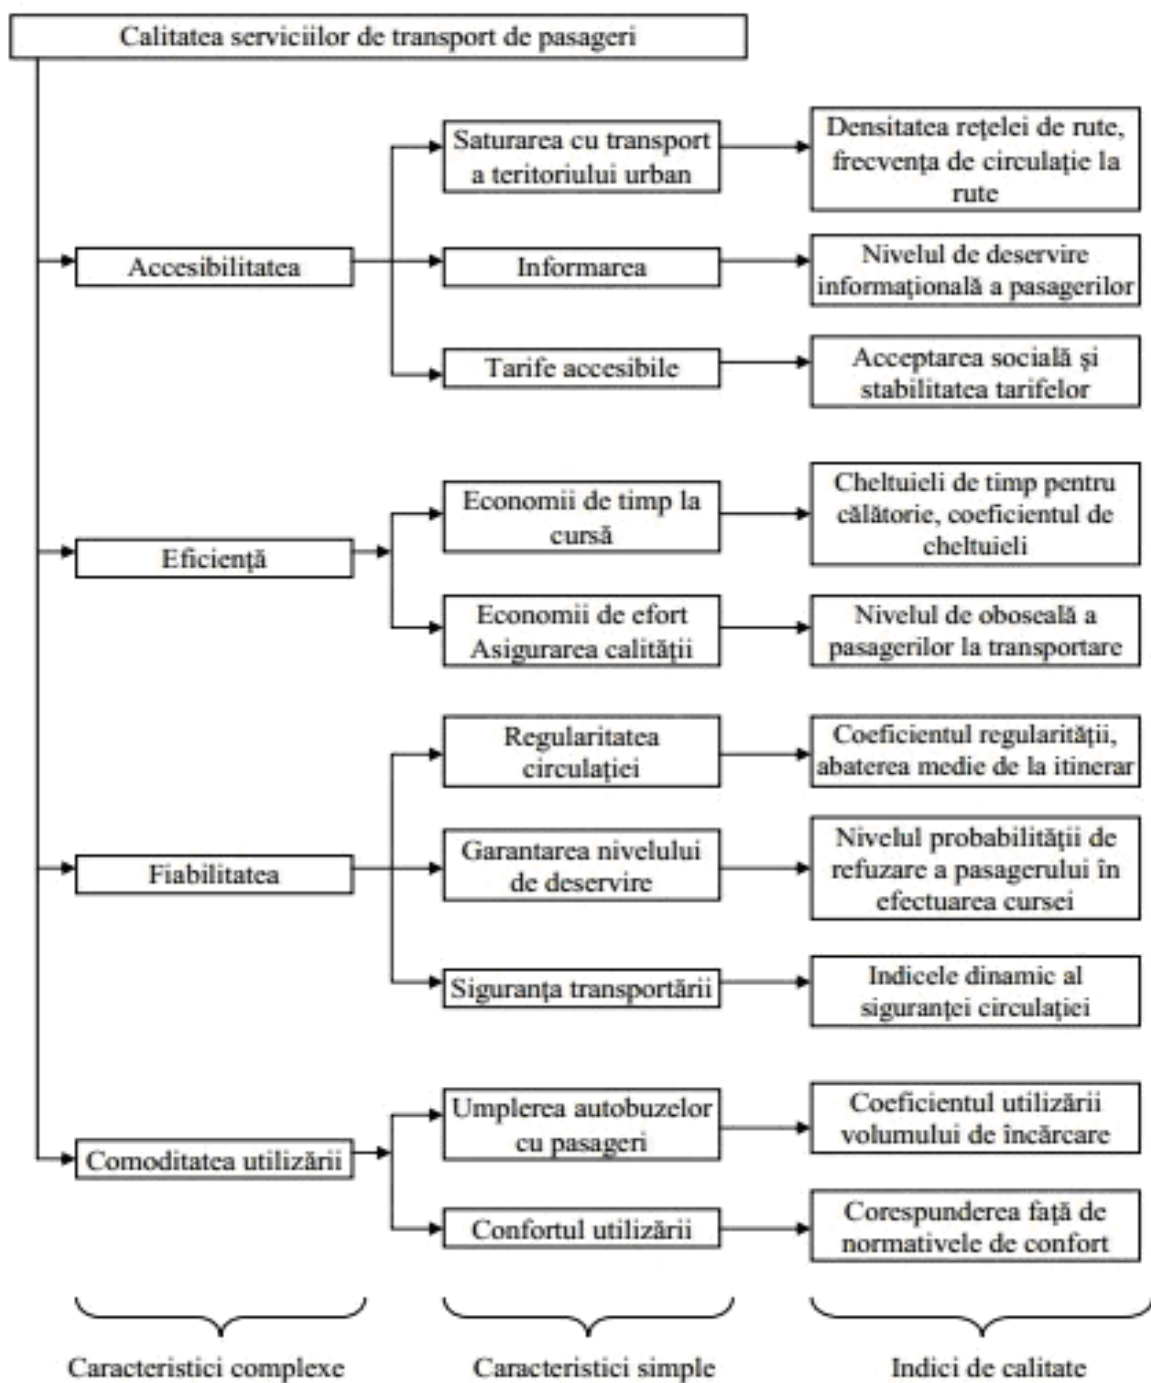 Calitatea serviciilor de transport de pasageri
Saturarea cu transport
a teritoriului urban
Densitatea rețelei de rute,
frecvența de circulație la
rute
Accesibilitatea
Informarea
Nivelul de deservire
informațională a pasagerilor
Tarife accesibile
Acceptarea socială și
stabilitatea tarifelor
Eficiență
Economii de timp la
cursă
Cheltuieli de timp pentru
călătorie, coeficientul de
cheltuieli
Economii de efort
Asigurarea calității
Nivelul de oboseală a
pasagerilor la transportare
Regularitatea
circulației
Coeficientul regularității,
abaterea medie de la itinerar
Fiabilitatea
Garantarea nivelului
de deservire
Nivelul probabilității de
refuzare a pasagerului în
efectuarea cursei
Siguranța transportării
Indicele dinamic al
siguranței circulației
Comoditatea utilizării
Umplerea autobuzelor
cu pasageri
Coeficientul utilizării
volumului de încărcare
Confortul utilizării
Corespunderea față de
normativele de confort
Caracteristici complexe
Caracteristici simple
Indici de calitate